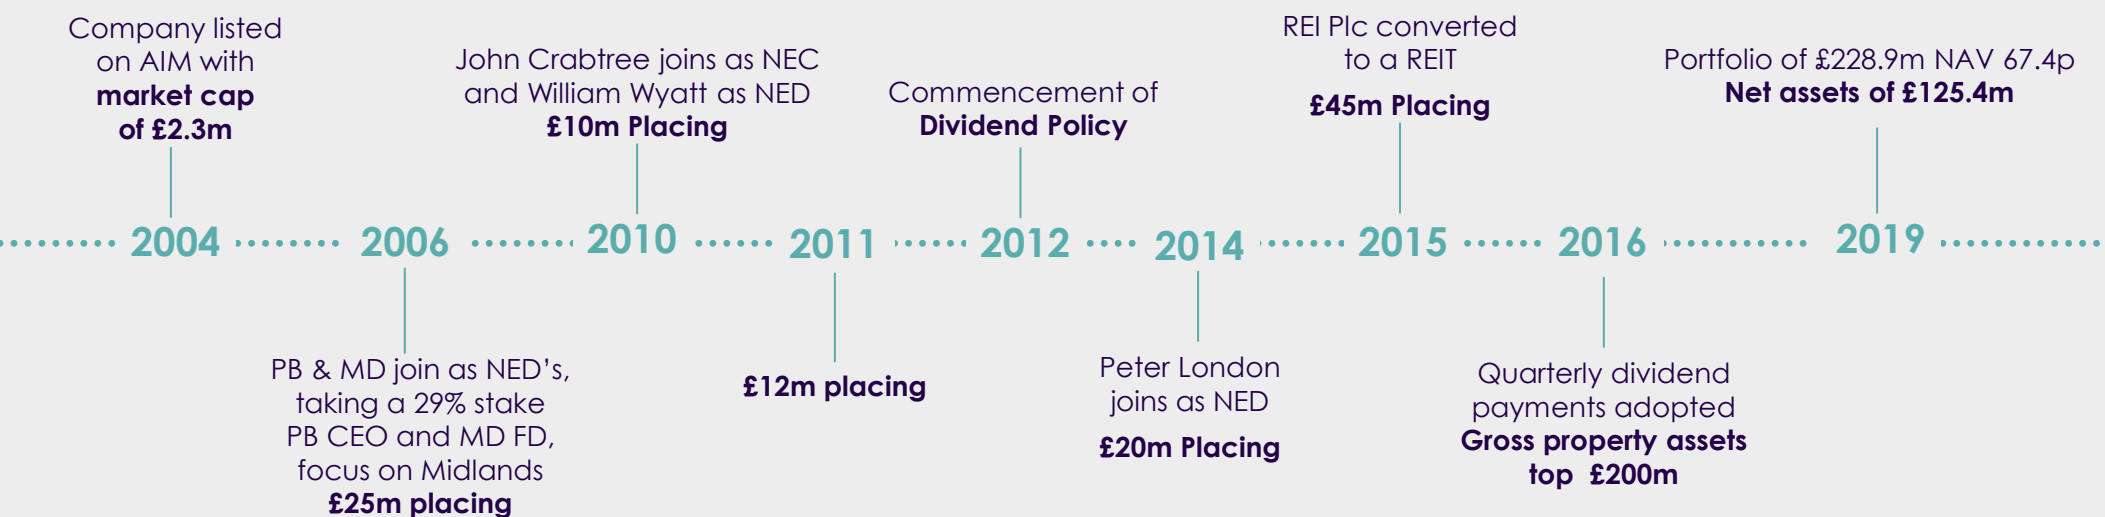 Company listed
on AIM with
market cap
of £2.3m
John Crabtree joins as NEC
and William Wyatt as NED
£10m Placing
Commencement of
Dividend Policy
REI Plc converted
to a REIT
£45m Placing
Portfolio of £228.9m NAV 67.4p
Net assets of £125.4m
2004
2006
2010
2011
2012
2014
2015
2016
2019
PB & MD join as NED’s,
taking a 29% stake
PB CEO and MD FD,
focus on Midlands
£25m placing
£12m placing
Peter London
joins as NED
£20m Placing
Quarterly dividend
payments adopted
Gross property assets
top £200m